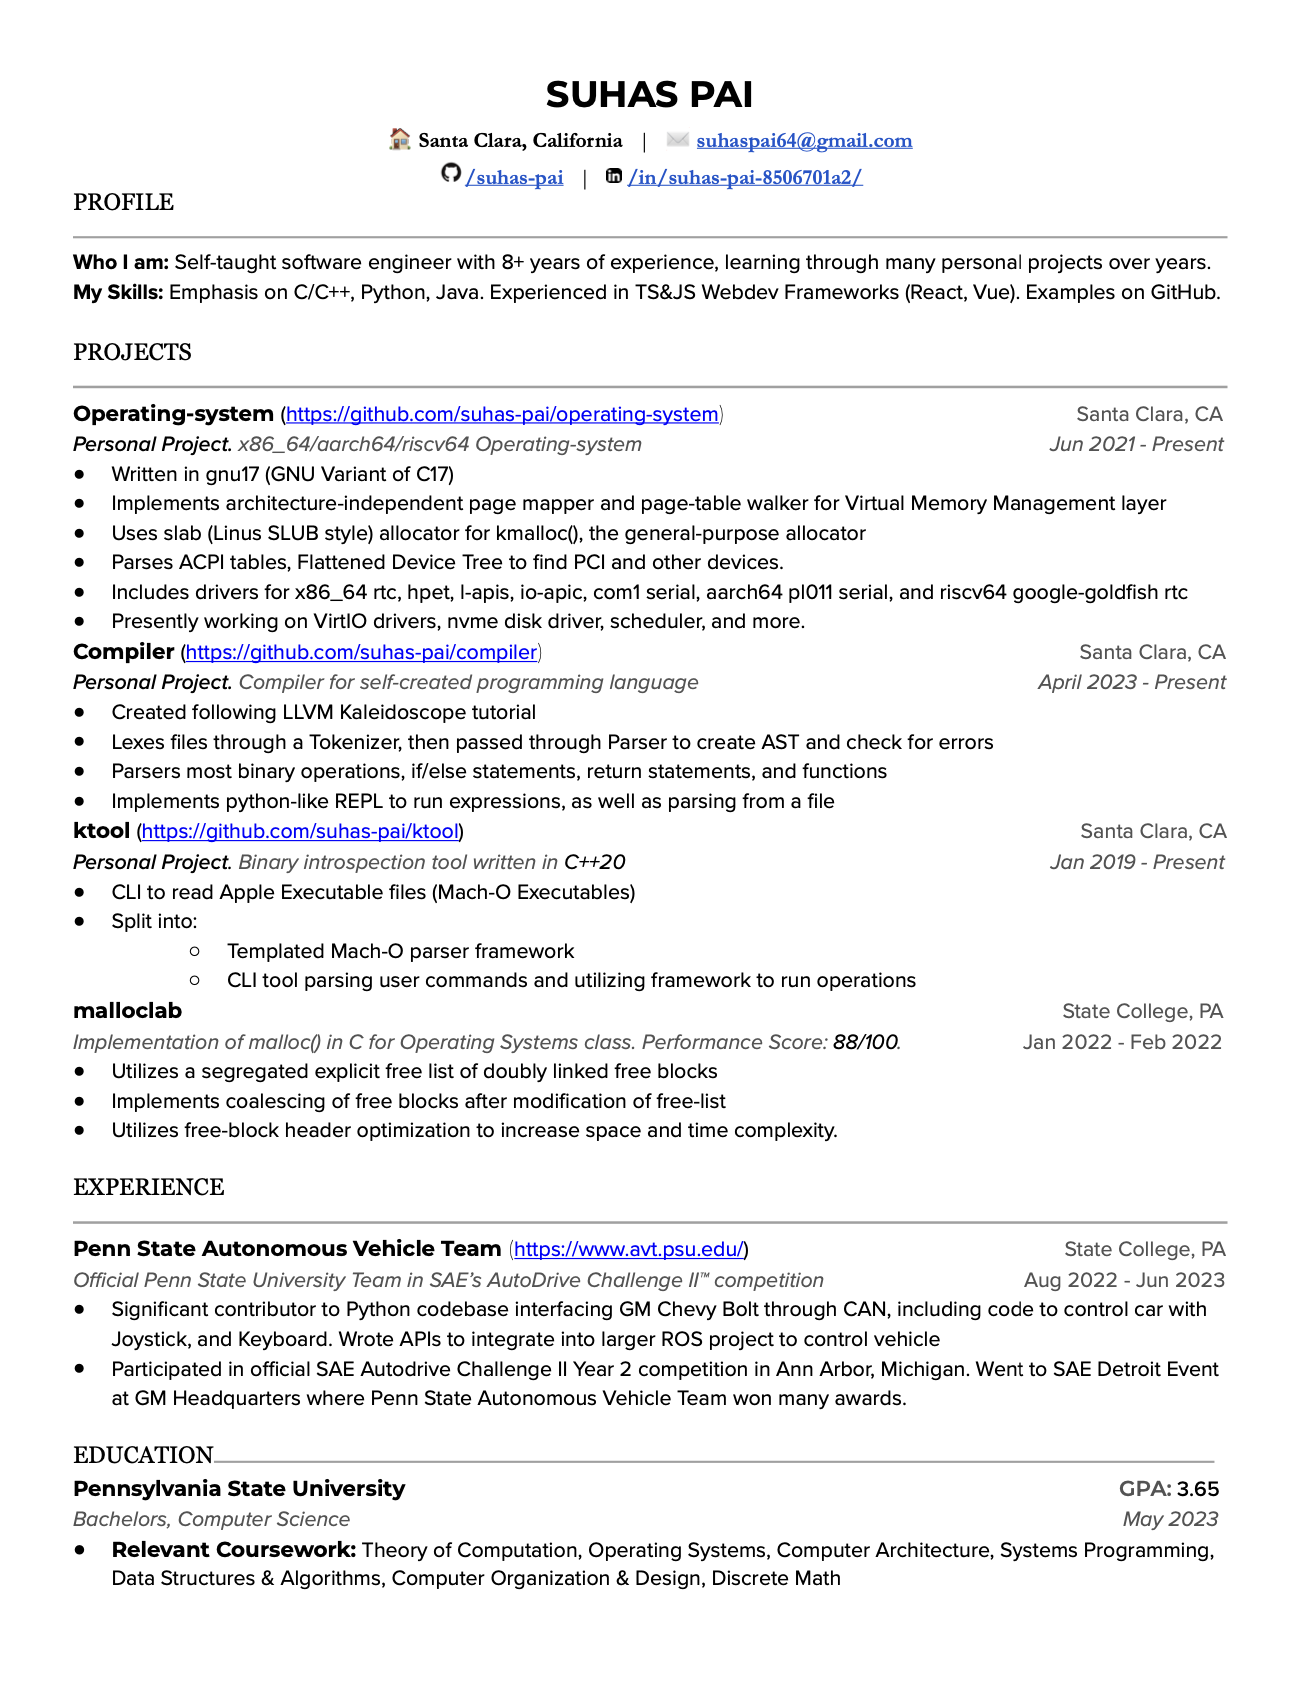 SUHAS PAI
Santa Clara, California | suhaspai64@gmail.com
/suhas-pai | /in/suhas-pai-8506701a2/
PROFILE
Who I am: Self-taught software engineer with 8+ years of experience, learning through many personal projects over years.
My Skills: Emphasis on C/C++, Python, Java. Experienced in TS&JS Webdev Frameworks (React, Vue). Examples on GitHub.
PROJECTS
Operating-system (https://github.com/suhas-pai/operating-system) Santa Clara, CA
Personal Project. x86_64/aarch64/riscv64 Operating-system Jun 2021 - Present
● Written in gnu17 (GNU Variant of C17)
● Implements architecture-independent page mapper and page-table walker for Virtual Memory Management layer
● Uses slab (Linus SLUB style) allocator for kmalloc(), the general-purpose allocator
● Parses ACPI tables, Flattened Device Tree to find PCI and other devices.
● Includes drivers for x86_64 rtc, hpet, l-apis, io-apic, com1 serial, aarch64 pl011 serial, and riscv64 google-goldfish rtc
● Presently working on VirtIO drivers, nvme disk driver, scheduler, and more.
Compiler (https://github.com/suhas-pai/compiler) Santa Clara, CA
Personal Project. Compiler for self-created programming language April 2023 - Present
● Created following LLVM Kaleidoscope tutorial
● Lexes files through a Tokenizer, then passed through Parser to create AST and check for errors
● Parsers most binary operations, if/else statements, return statements, and functions
● Implements python-like REPL to run expressions, as well as parsing from a file
ktool (https://github.com/suhas-pai/ktool) Santa Clara, CA
Personal Project. Binary introspection tool written in C++20 Jan 2019 - Present
● CLI to read Apple Executable files (Mach-O Executables)
● Split into:
○ Templated Mach-O parser framework
○ CLI tool parsing user commands and utilizing framework to run operations
malloclab State College, PA
Implementation of malloc() in C for Operating Systems class. Performance Score: 88/100. Jan 2022 - Feb 2022
● Utilizes a segregated explicit free list of doubly linked free blocks
● Implements coalescing of free blocks after modification of free-list
● Utilizes free-block header optimization to increase space and time complexity.
EXPERIENCE
Penn State Autonomous Vehicle Team (https://www.avt.psu.edu/) State College, PA
Official Penn State University Team in SAE's AutoDrive Challenge II™ competition Aug 2022 - Jun 2023
● Significant contributor to Python codebase interfacing GM Chevy Bolt through CAN, including code to control car with
Joystick, and Keyboard. Wrote APIs to integrate into larger ROS project to control vehicle
● Participated in official SAE Autodrive Challenge II Year 2 competition in Ann Arbor, Michigan. Went to SAE Detroit Event
at GM Headquarters where Penn State Autonomous Vehicle Team won many awards.
EDUCATION
Pennsylvania State University GPA: 3.65
Bachelors, Computer Science May 2023
● Relevant Coursework: Theory of Computation, Operating Systems, Computer Architecture, Systems Programming,
Data Structures & Algorithms, Computer Organization & Design, Discrete Math